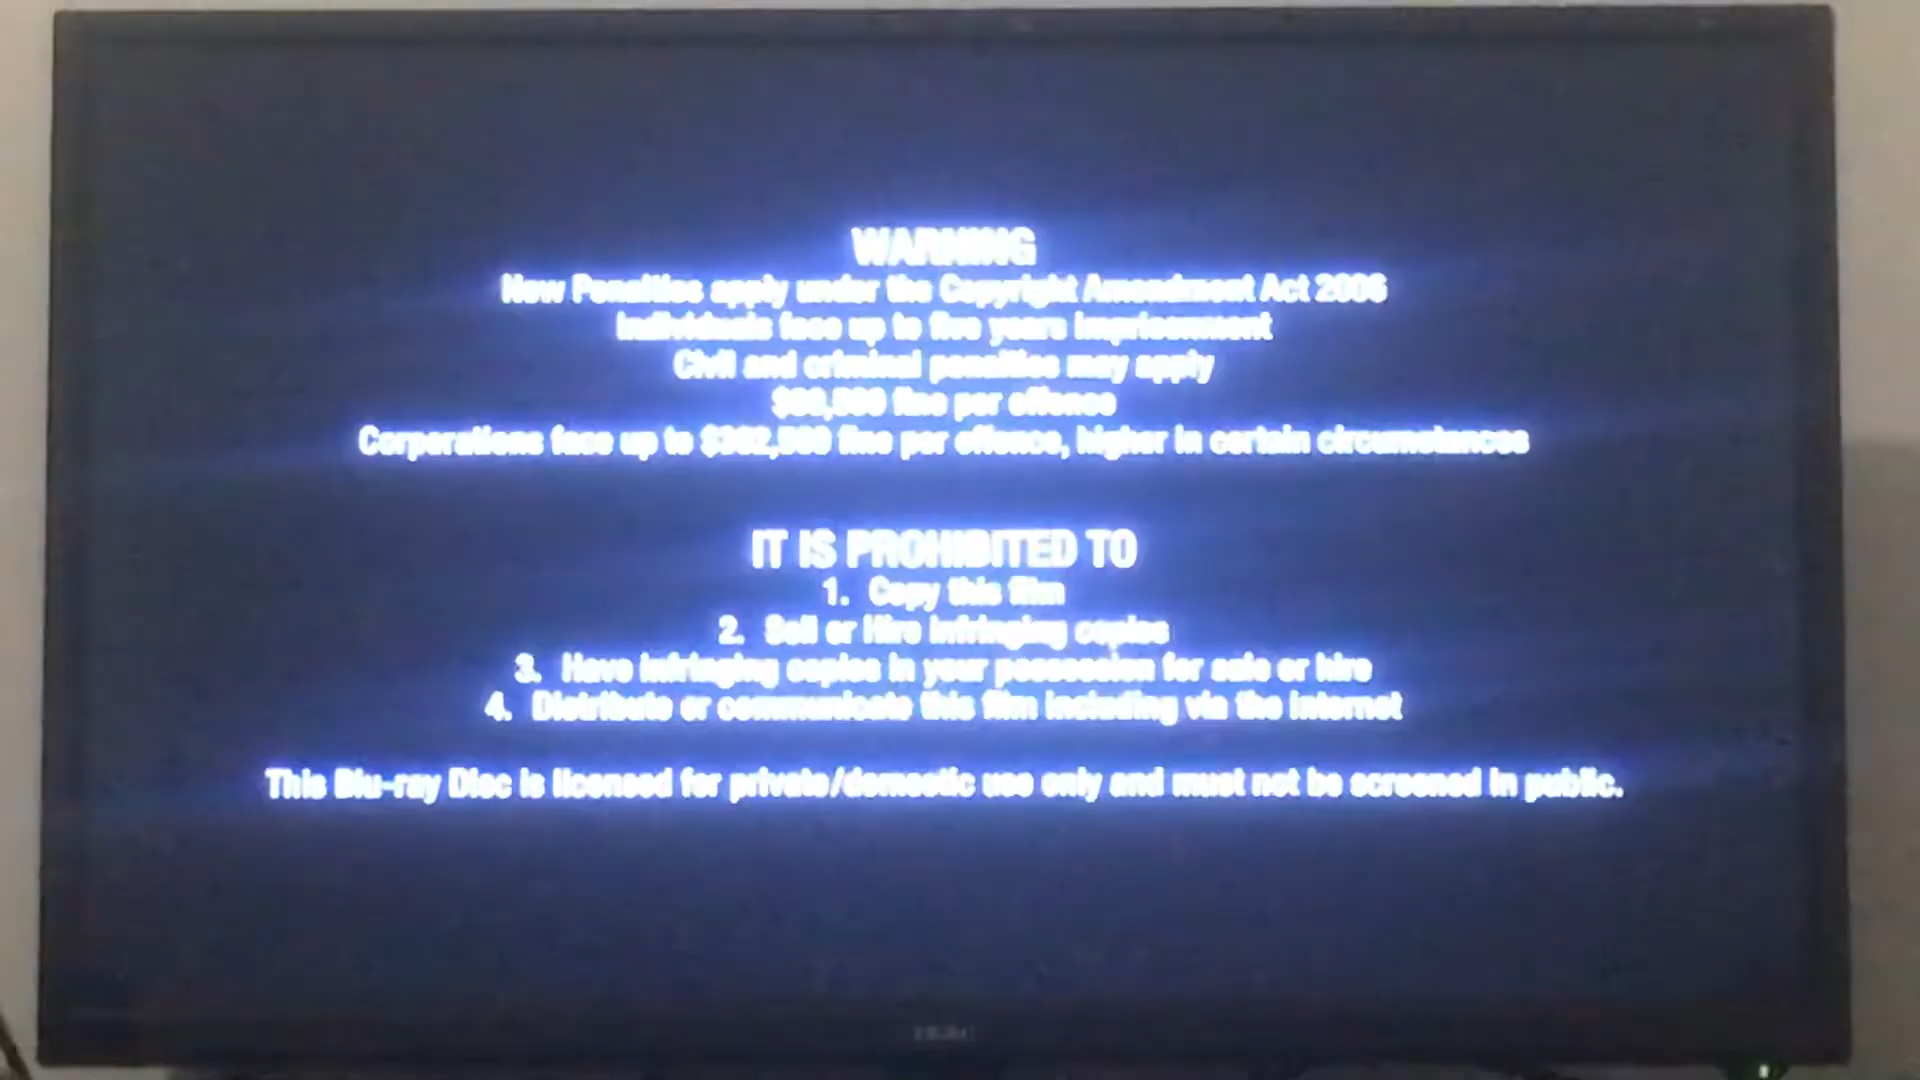 WARNING
New Penalties apply under the Copyright Amendment Act 2006
Individuals face up to five years imprisonment
Civil and criminal penalties may apply
fine per offence
Corporations face up to fine per offence, higher in certain circumstances
IT IS PROHIBITED TO
1. Copy this film
2. Sell or Hire infringing copies
3. Have infringing copies in your possession for sale or hire
4. Distribute or communicate this film including via the internet
This Blu-ray Disc is licensed for private/domestic use only and must not be screened in public.